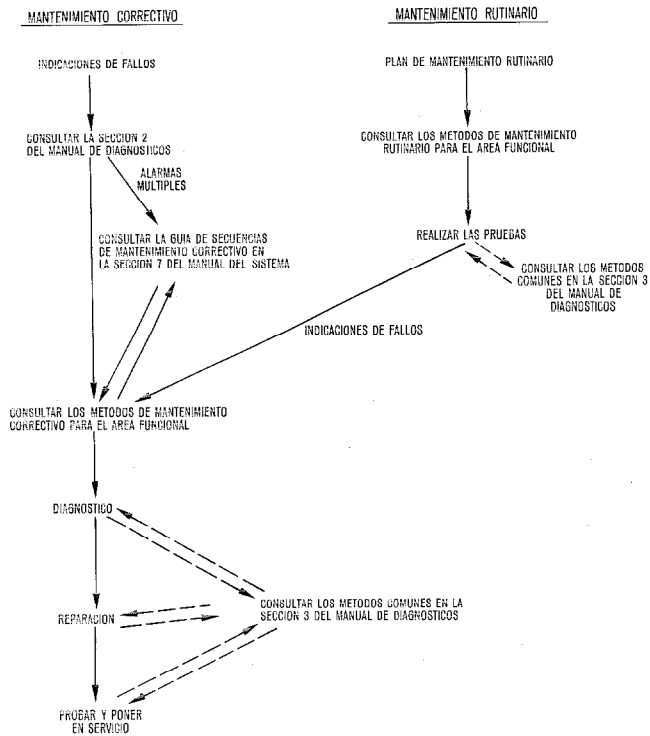 MANTENIMIENTO CORRECTIVO
INDICACIONES DE FALLOS
CONSULTAR LA SECCION 2
DEL MANUAL DE DIAGNOSTICOS
ALARMAS
MULTIPLES
CONSULTAR LA GUIA DE SECUENCIAS
DE MANTENIMIENTO CORRECTIVO EN
LA SECCION 7 DEL MANUAL DEL SISTEMA
MANTENIMIENTO RUTINARIO
PLAN DE MANTENIMIENTO RUTINARIO
CONSULTAR LOS METODOS DE MANTENIMIENTO
RUTINARIO PARA EL AREA FUNCIONAL
REALIZAR LAS PRUEBAS
CONSULTAR LOS METODOS
COMUNES EN LA SECCION 3
DEL MANUAL DE
DIAGNOSTICOS
INDICACIONES DE FALLOS
CONSULTAR LOS METODOS DE MANTENIMIENTO
CORRECTIVO PARA EL AREA FUNCIONAL
DIAGNOSTICO
REPARACION
CONSULTAR LOS METODOS COMUNES EN LA
SECCION 3 DEL MANUAL DE DIAGNOSTICOS
PROBAR Y PONER
EN SERVICIO